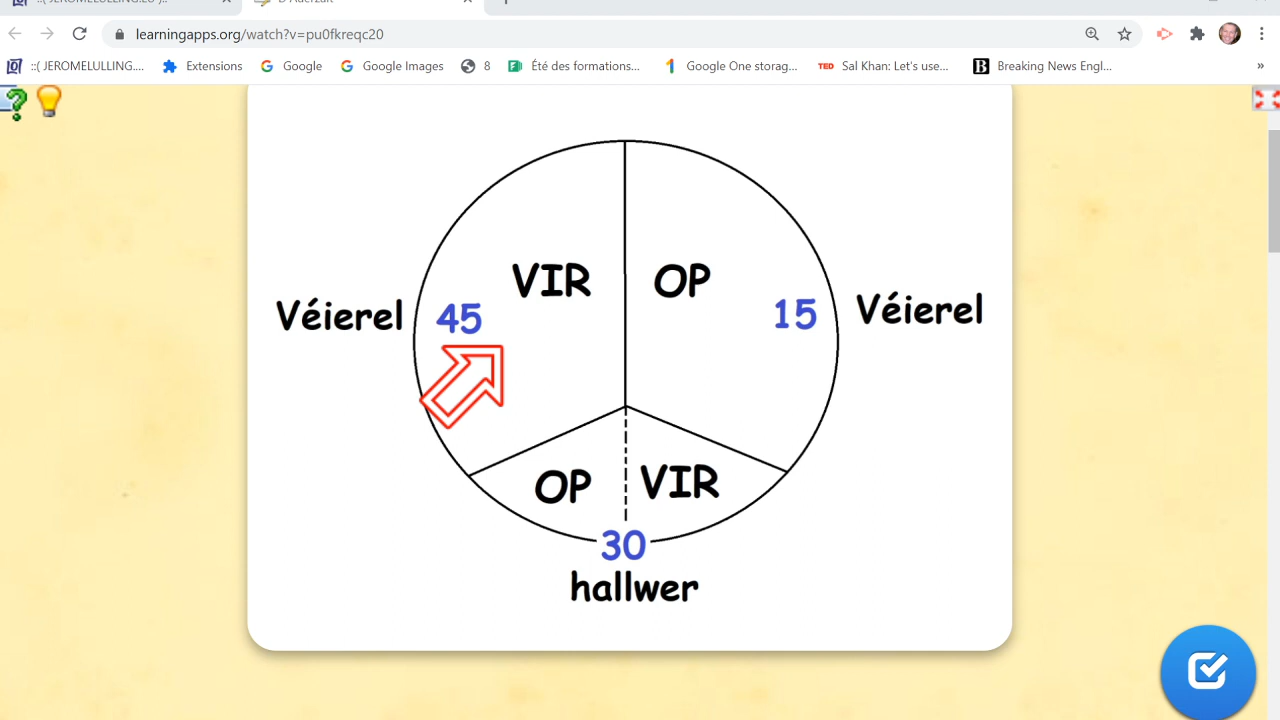 learningapps.org/watch?v=pu0fkreqc20
::( JEROMELULLING.... Extensions Google Google Images 8 Été des formations... Google One storag... TED Sal Khan: Let's use... B Breaking News Engl... »
VIR OP
Véierel 45 15 Véierel
OP VIR
30
hallwer